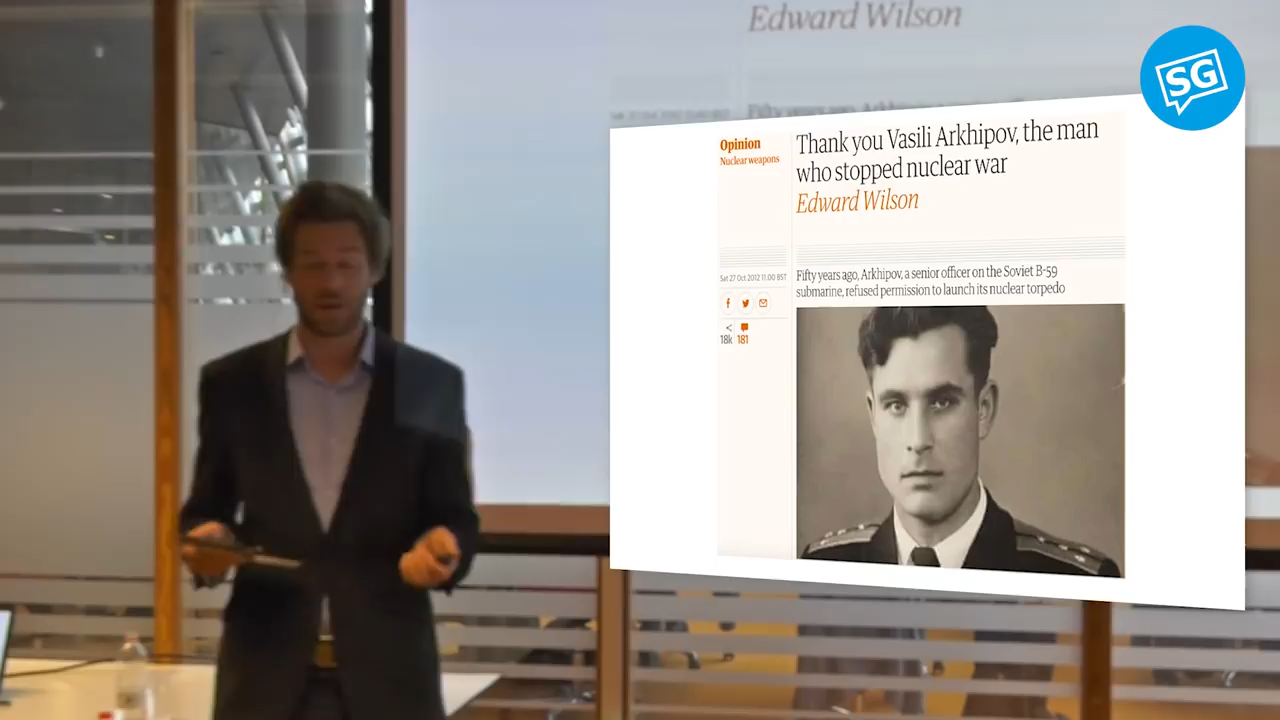 Edward Wilson
SG
Opinion
Nuclear weapons
Thank you Vasili Arkhipov, the man
who stopped nuclear war
Edward Wilson
Sat 27 Oct 2012 11.00 BST
Fifty years ago, Arkhipov, a senior officer on the Soviet B-59
submarine, refused permission to launch its nuclear torpedo
18k 181